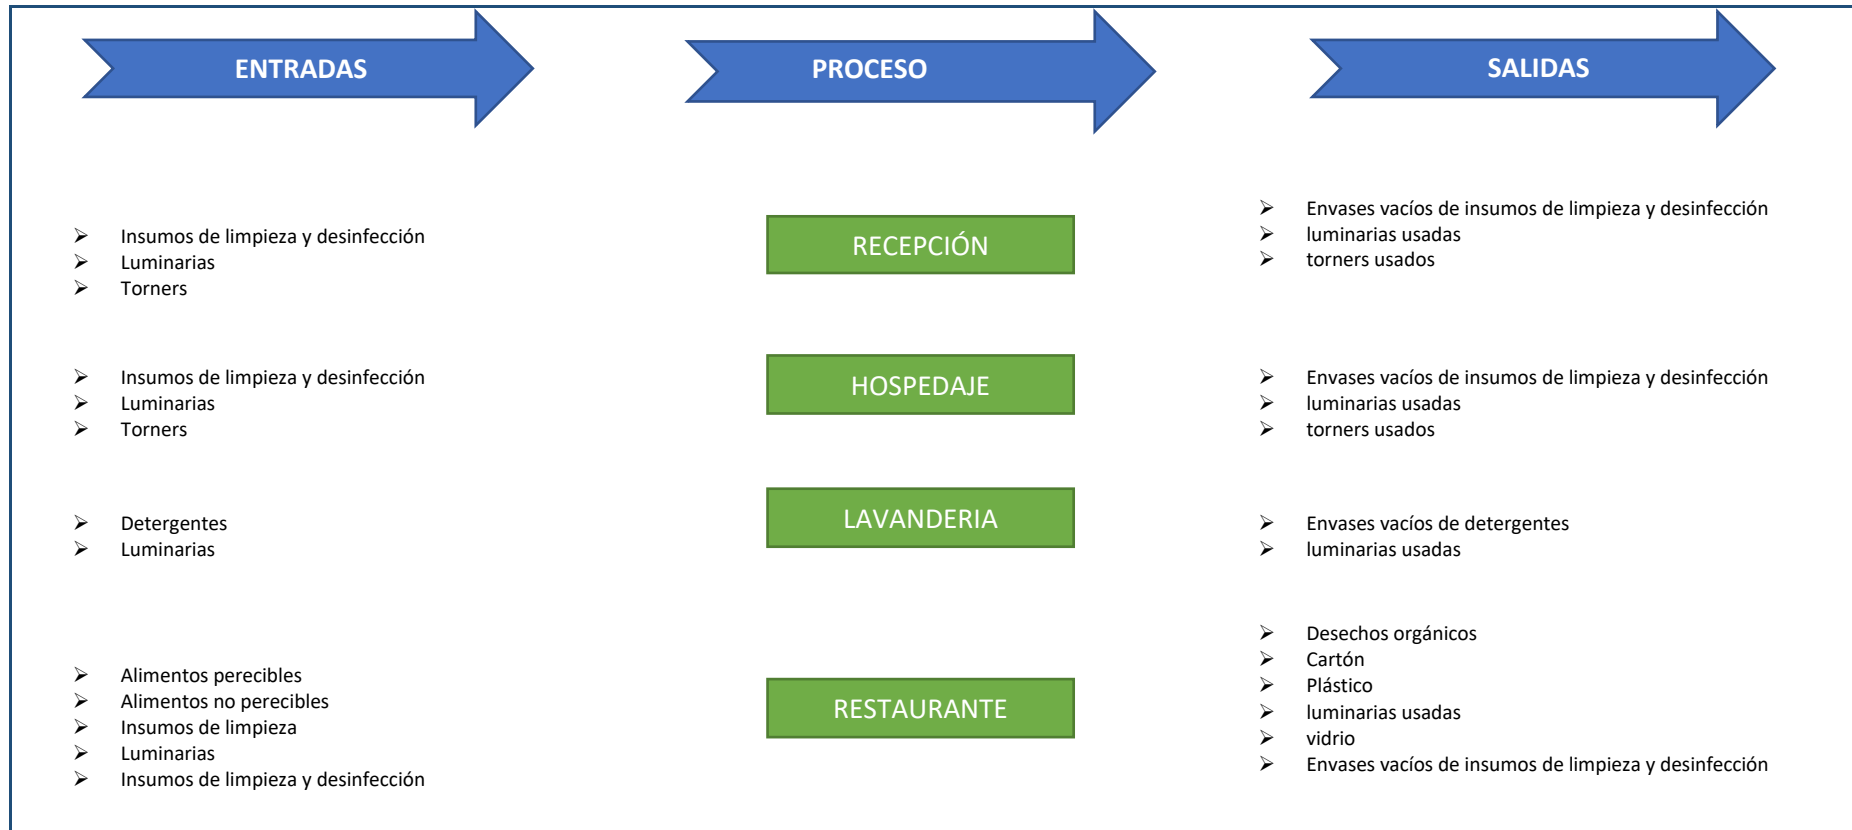 ENTRADAS
PROCESO
SALIDAS
Insumos de limpieza y desinfección
Luminarias
Torners
RECEPCIÓN
Envases vacíos de insumos de limpieza y desinfección
luminarias usadas
torners usados
Insumos de limpieza y desinfección
Luminarias
Torners
HOSPEDAJE
Envases vacíos de insumos de limpieza y desinfección
luminarias usadas
torners usados
Detergentes
Luminarias
LAVANDERIA
Envases vacíos de detergentes
luminarias usadas
Alimentos perecibles
Alimentos no perecibles
Insumos de limpieza
Luminarias
Insumos de limpieza y desinfección
RESTAURANTE
Desechos orgánicos
Cartón
Plástico
luminarias usadas
vidrio
Envases vacíos de insumos de limpieza y desinfección